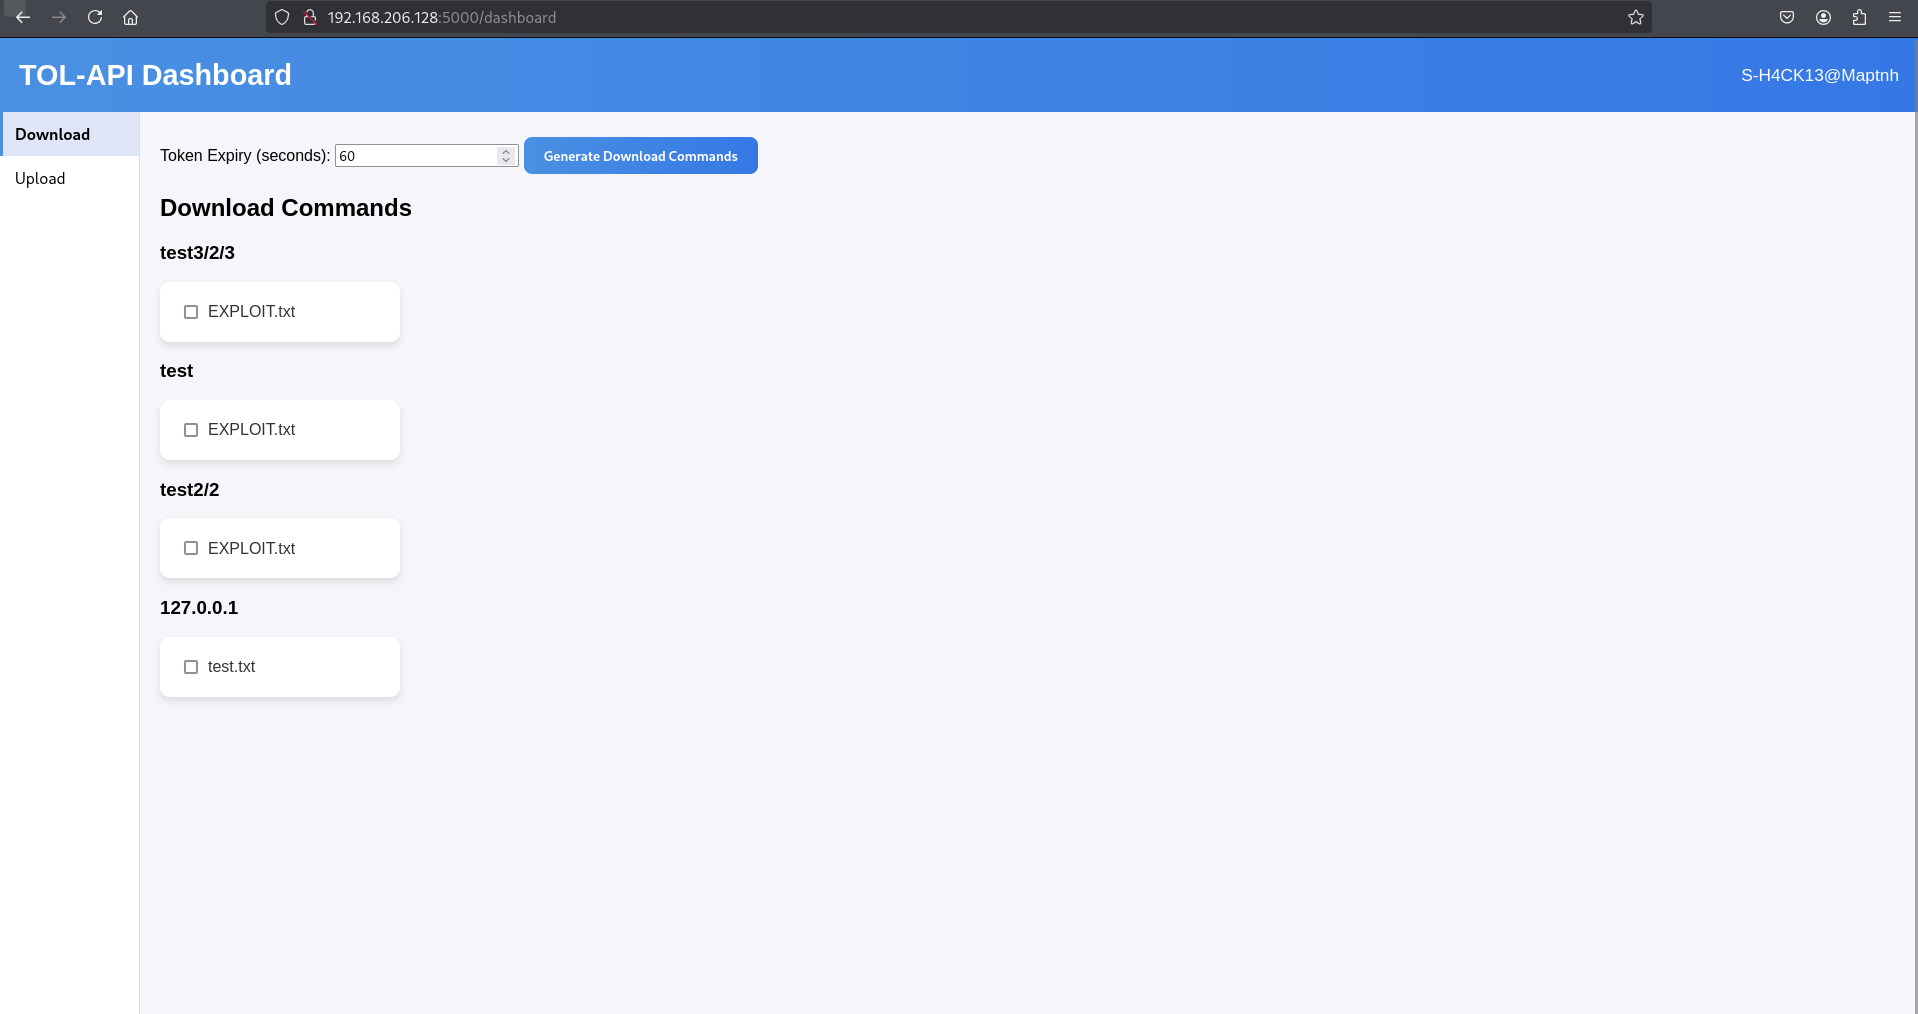 192.168.206.128:5000/dashboard
TOL-API Dashboard
S-H4CK13@Maptnh
Download
Upload
Token Expiry (seconds): 60 Generate Download Commands
Download Commands
test3/2/3
EXPLOIT.txt
test
EXPLOIT.txt
test2/2
EXPLOIT.txt
127.0.0.1
test.txt